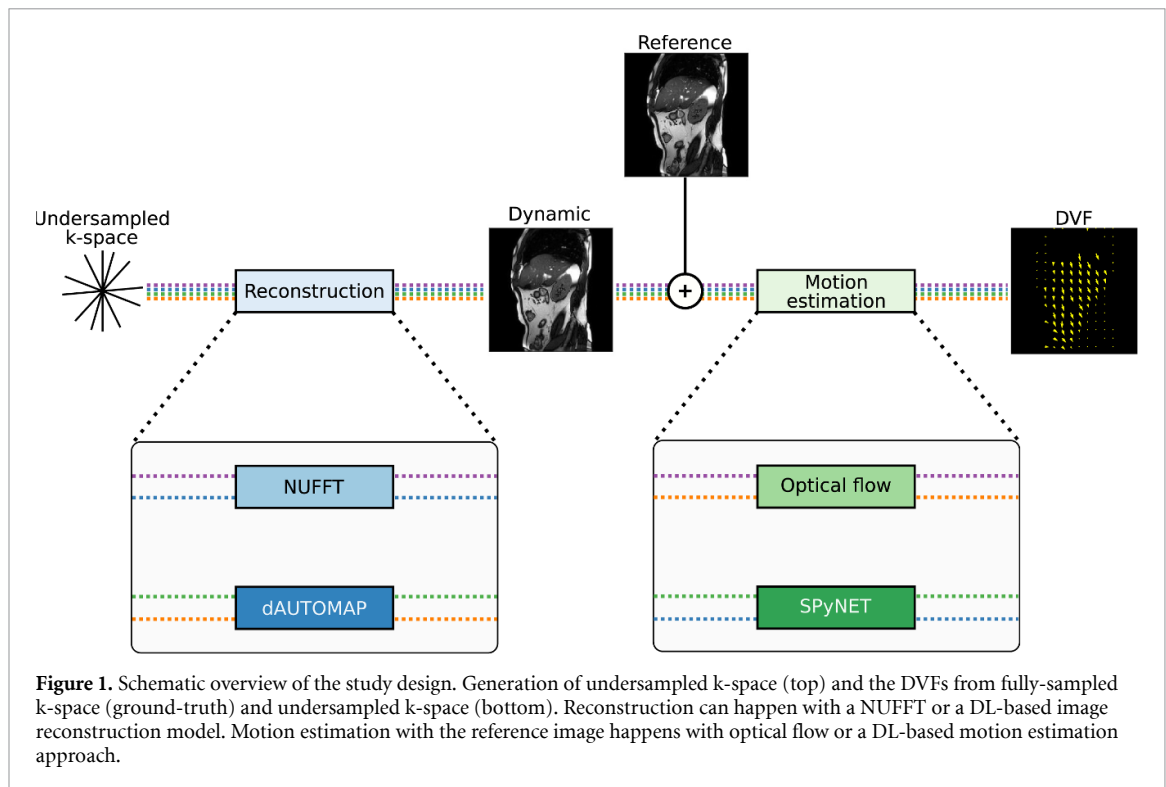 Reference
Undersampled
k-space
Dynamic
DVF
Reconstruction
+
Motion
estimation
NUFFT
Optical flow
dAUTOMAP
SPyNET
Figure 1. Schematic overview of the study design. Generation of undersampled k-space (top) and the DVFs from fully-sampled
k-space (ground-truth) and undersampled k-space (bottom). Reconstruction can happen with a NUFFT or a DL-based image
reconstruction model. Motion estimation with the reference image happens with optical flow or a DL-based motion estimation
approach.